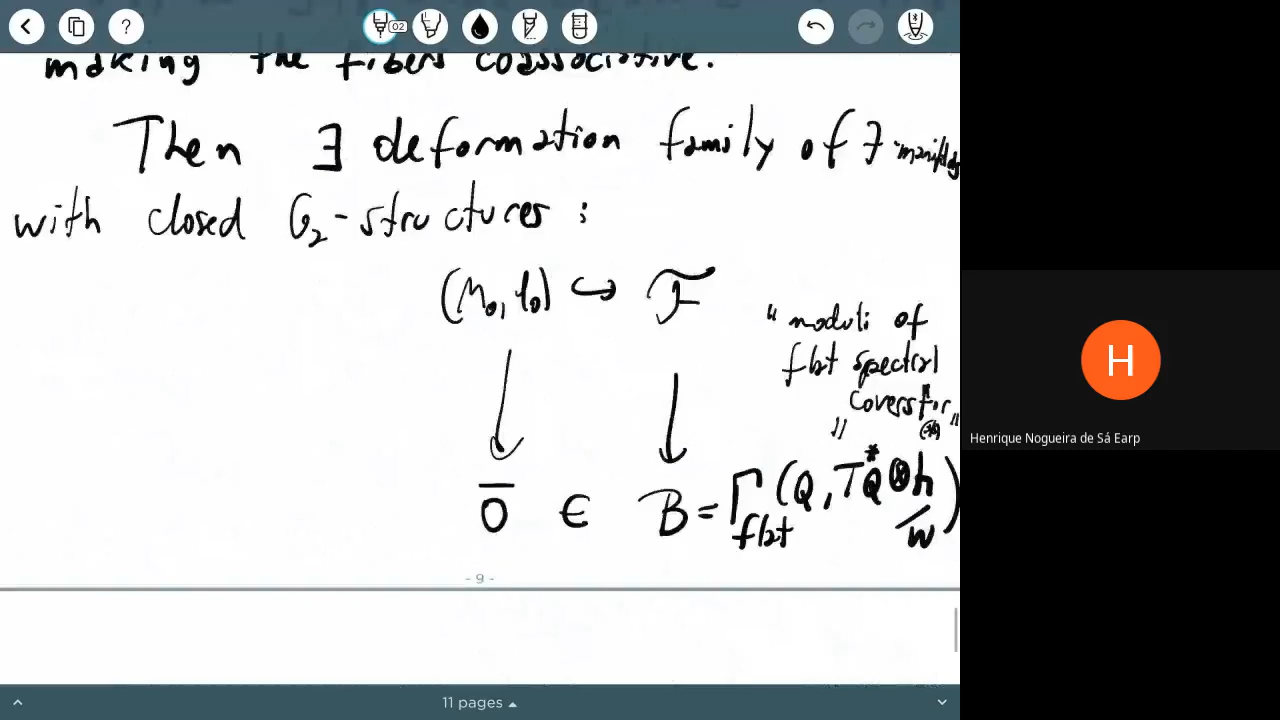 making the fibers coassociative.
Then ∃ deformation family of 7-manifolds
with closed G₂-structures :
(M₀, φ₀) ↪ 𝓕
"moduli of
flat spectral
covers for"
0 ∈ B = Γ_flat (Q, T*Q ⊗ h/W)
- 9 -
11 pages
02
?
H
Henrique Nogueira de Sá Earp